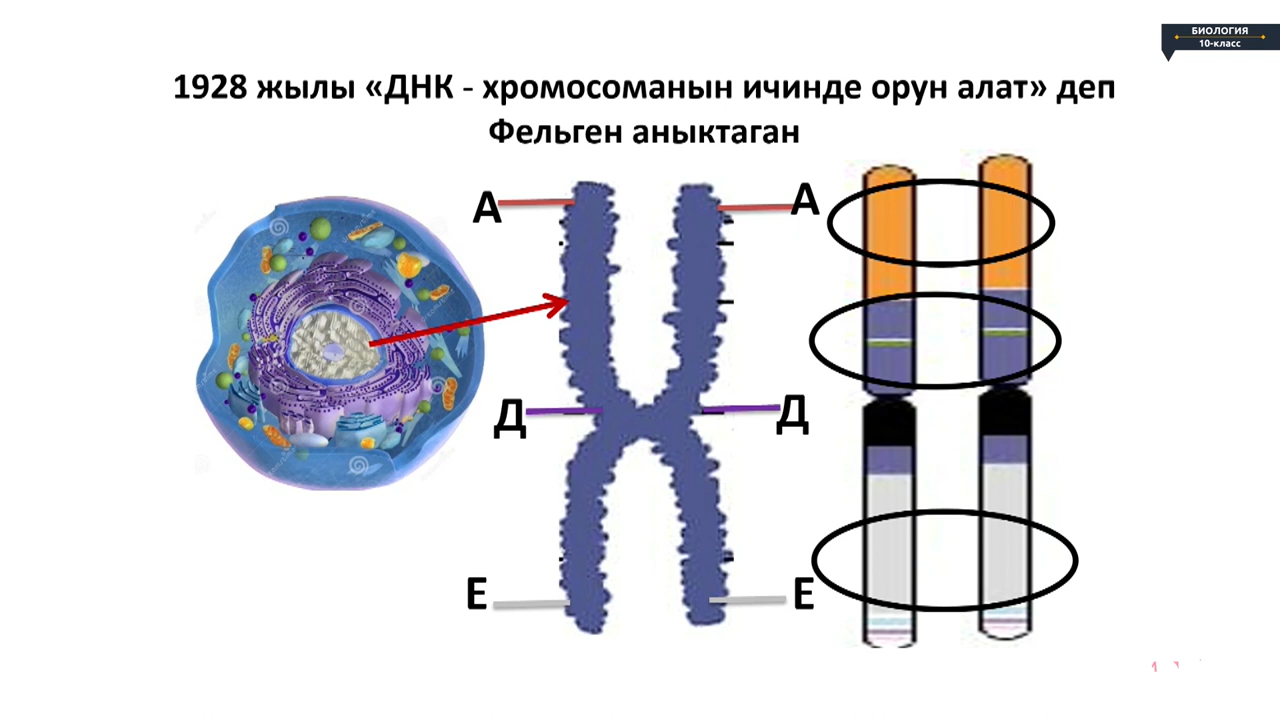 БИОЛОГИЯ
10-класс
1928 жылы «ДНК - хромосоманын ичинде орун алат» деп
Фельген аныктаган
А
А
Д
Д
Е
Е